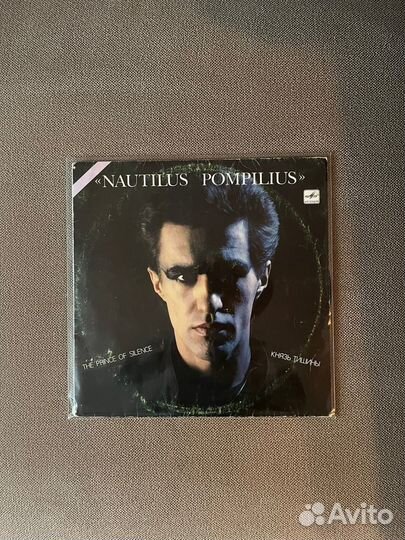 «NAUTILUS POMPILIUS»
THE PRINCE OF SILENCE
КНЯЗЬ ТИШИНЫ
Avito